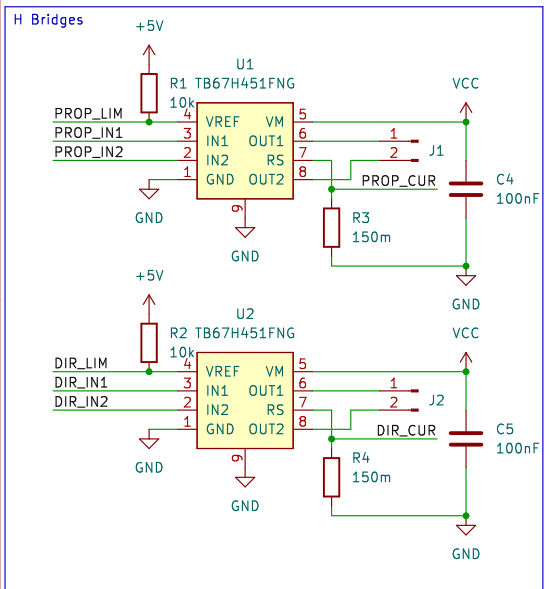 H Bridges
+5V
U1
TB67H451FNG
R1
10k
VCC
PROP_LIM
4
VREF
VM
5
PROP_IN1
3
IN1
OUT1
6
1
PROP_IN2
2
IN2
RS
7
2
J1
1
GND
OUT2
8
PROP_CUR
C4
100nF
GND
9
R3
150m
GND
GND
+5V
U2
TB67H451FNG
R2
10k
VCC
DIR_LIM
4
VREF
VM
5
DIR_IN1
3
IN1
OUT1
6
1
DIR_IN2
2
IN2
RS
7
2
J2
1
GND
OUT2
8
DIR_CUR
C5
100nF
GND
9
R4
150m
GND
GND